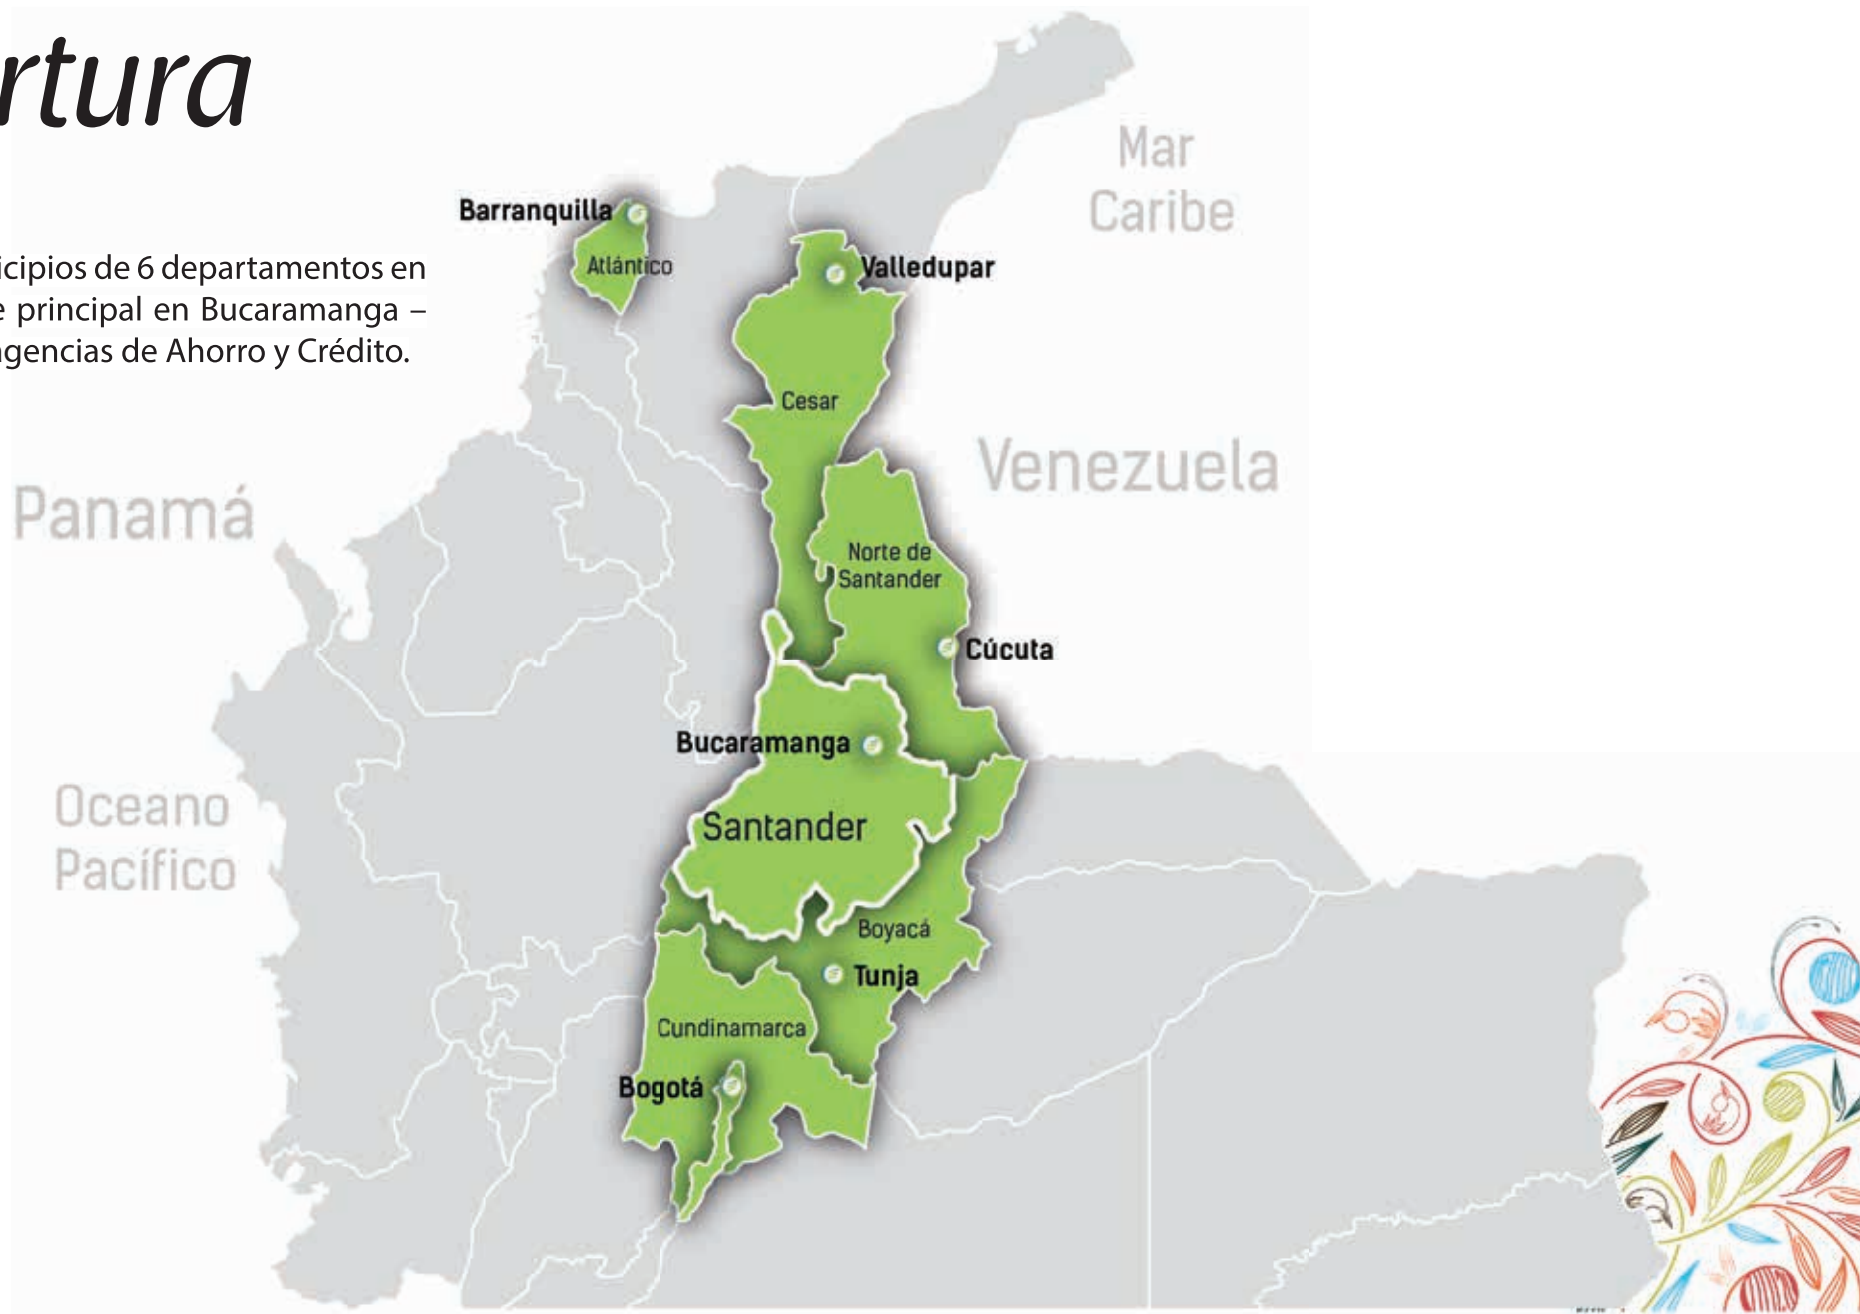 rtura
icipios de 6 departamentos en
e principal en Bucaramanga –
agencias de Ahorro y Crédito.
Mar
Caribe
Barranquilla
Atlántico
Valledupar
Cesar
Venezuela
Panamá
Norte de
Santander
Cúcuta
Bucaramanga
Oceano
Pacífico
Santander
Boyacá
Tunja
Cundinamarca
Bogotá